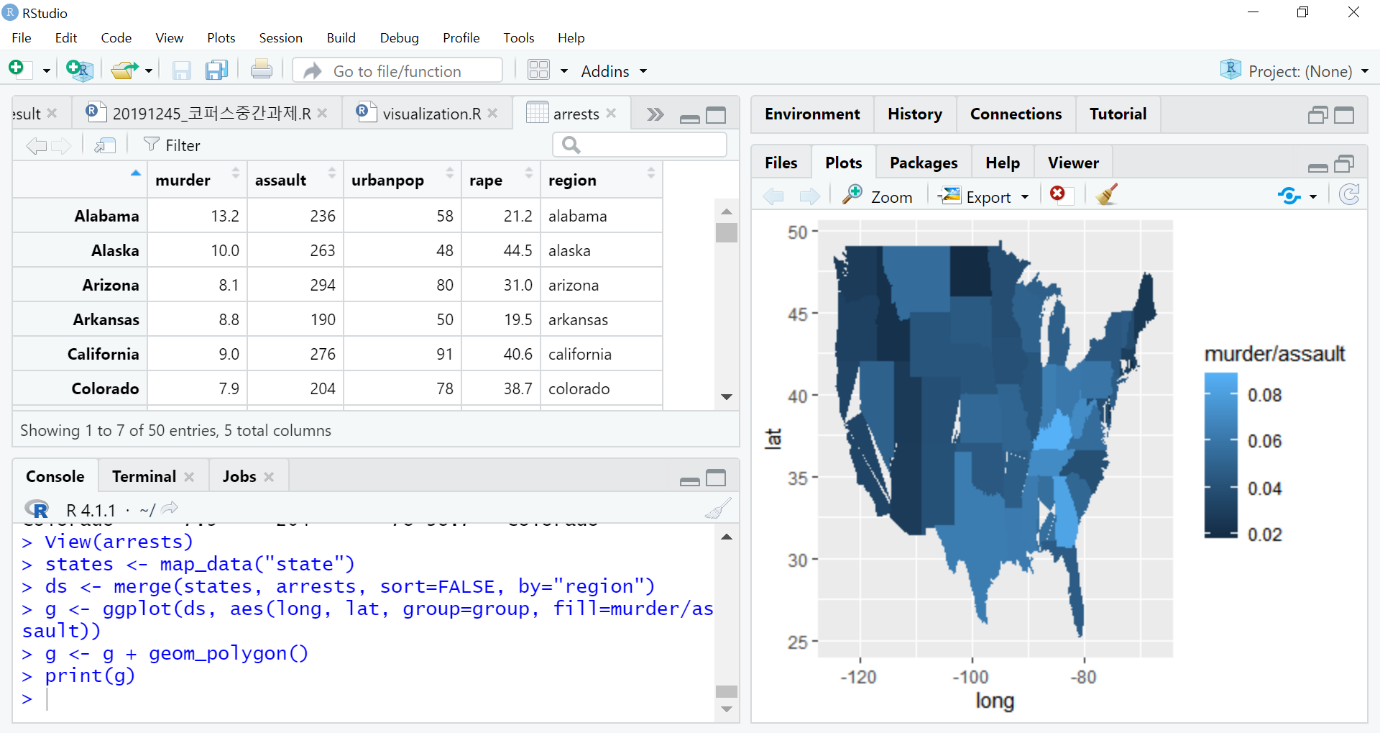 RStudio
File Edit Code View Plots Session Build Debug Profile Tools Help
Go to file/function Addins Project: (None)
esult 20191245_코퍼스중간과제.R visualization.R arrests
Filter
murder assault urbanpop rape region
Alabama 13.2 236 58 21.2 alabama
Alaska 10.0 263 48 44.5 alaska
Arizona 8.1 294 80 31.0 arizona
Arkansas 8.8 190 50 19.5 arkansas
California 9.0 276 91 40.6 california
Colorado 7.9 204 78 38.7 colorado
Showing 1 to 7 of 50 entries, 5 total columns
Console Terminal Jobs
R 4.1.1 · ~/
> View(arrests)
> states <- map_data("state")
> ds <- merge(states, arrests, sort=FALSE, by="region")
> g <- ggplot(ds, aes(long, lat, group=group, fill=murder/as
sault))
> g <- g + geom_polygon()
> print(g)
>
Environment History Connections Tutorial
Files Plots Packages Help Viewer
Zoom Export
50
45
40
35
30
25
lat
-120 -100 -80
long
murder/assault
0.08
0.06
0.04
0.02